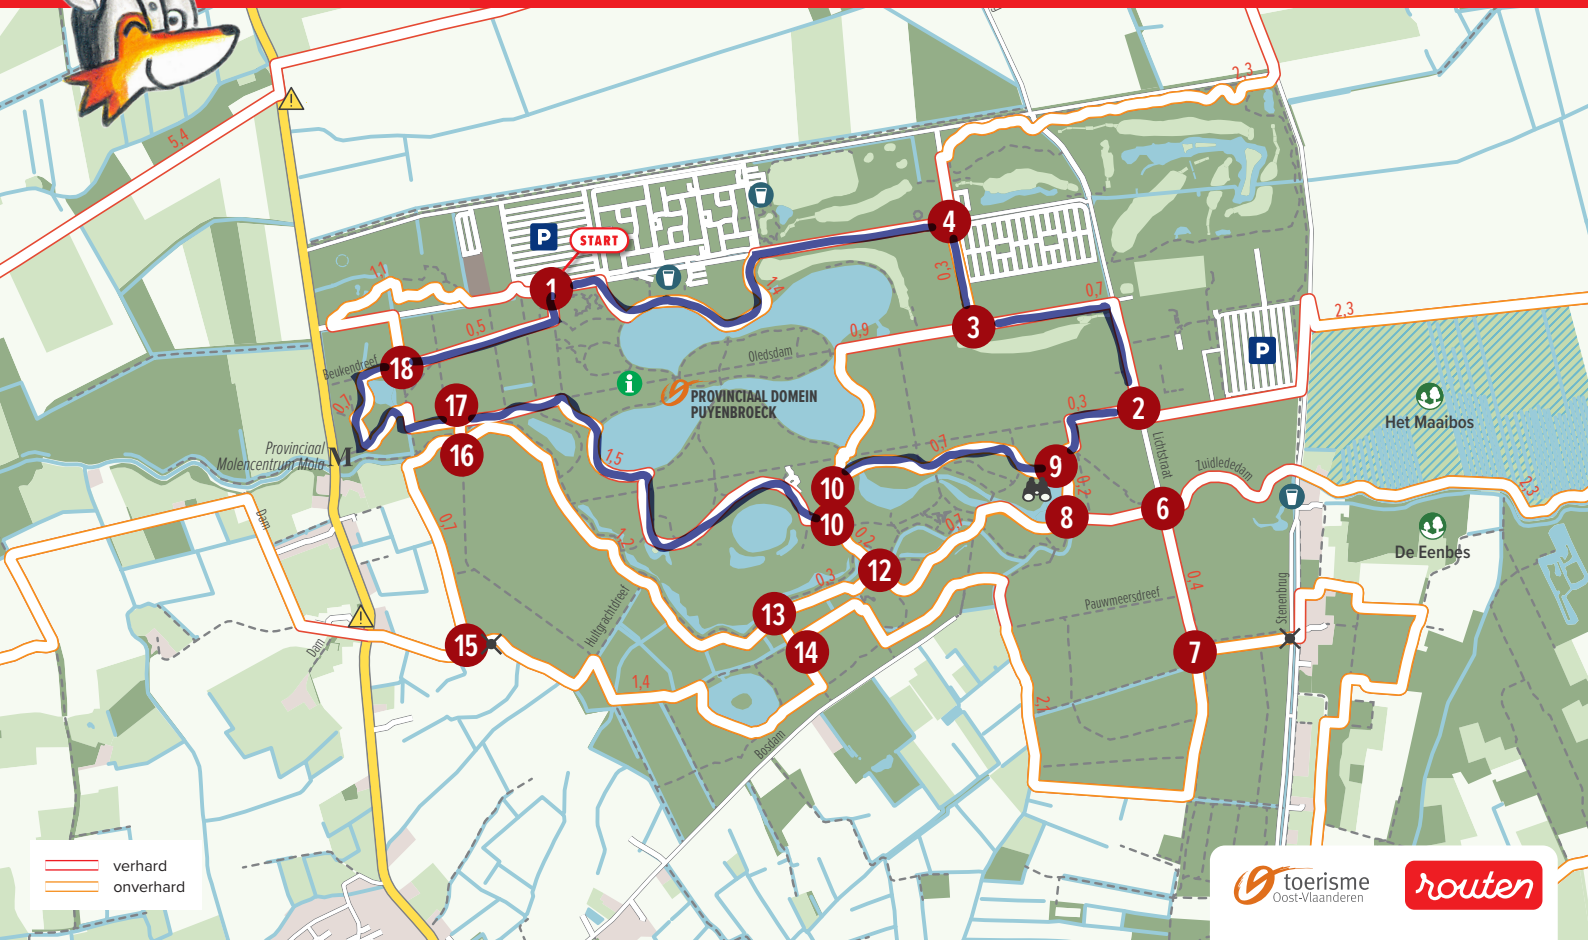 2,3
5,4
4
P
START
1,1
1
1,4
0,3
0,7
2,3
0,5
3
0,9
Oledsdam
P
Beukendreef
18
i
PROVINCIAAL DOMEIN
PUYENBROECK
Het Maaibos
0,7
17
0,3
2
Provinciaal
Molencentrum Mola
M
16
1.5
0,7
9
Lichtstraat
Zuidlededam
10
0,2
2,3
6
8
10
Dam
0,7
1,2
0,2
0,7
De Eenbes
12
0,3
0,4
Pauwmeersdreef
Stenenbrug
Hultgrachtdreef
13
Dam
15
14
7
1,4
2,1
Bosdam
verhard
onverhard
toerisme
Oost-Vlaanderen
routen